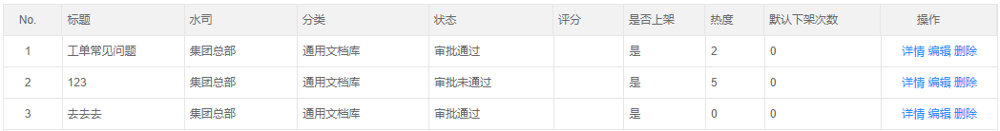 No. 标题 水司 分类 状态 评分 是否上架 热度 默认下架次数 操作
1 工单常见问题 集团总部 通用文档库 审批通过 是 2 0 详情 编辑 删除
2 123 集团总部 通用文档库 审批未通过 是 5 0 详情 编辑 删除
3 去去去 集团总部 通用文档库 审批通过 是 0 0 详情 编辑 删除